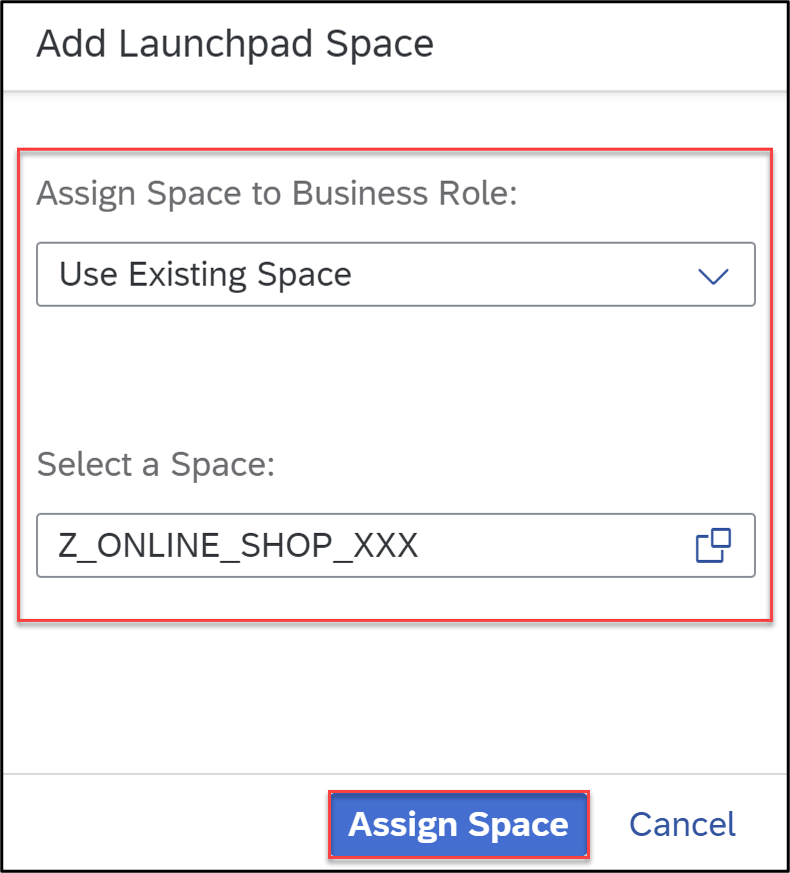 Add Launchpad Space
Assign Space to Business Role:
Use Existing Space
Select a Space:
Z_ONLINE_SHOP_XXX
Assign Space
Cancel